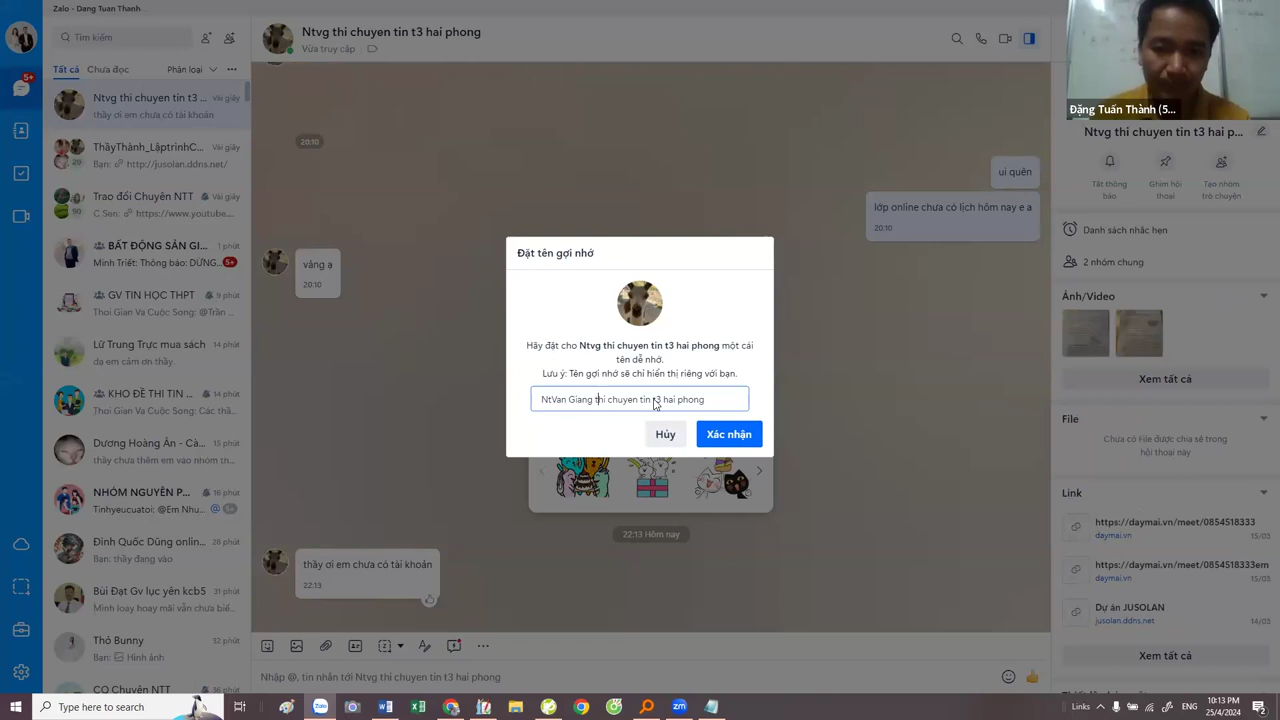 Zalo - Dang Tuan Thanh
Tìm kiếm
Tất cả
Chưa đọc
Phân loại
5+
Ntvg thi chuyen tin t3 ...
Vài giây
thầy ơi em chưa có tài khoản
ThầyThành_LậptrìnhC...
Vài giây
20
Bạn: http://jusolan.ddns.net/
Trao đổi Chuyên NTT
Vài giây
90
C Sen: https://www.youtube...
BẤT ĐỘNG SẢN GI...
1 phút
Minh Triết: Thông báo: DỪNG...
5+
GV TIN HỌC THPT
9 phút
Thoi Gian Va Cuộc Song: @Trần ...
Lữ Trung Trực mua sách
14 phút
dạ em cảm ơn thầy.
KHO ĐỀ THI TIN ...
14 phút
Thoi Gian Va Cuộc Song: ...
Dương Hoàng Ân - Cà...
14 phút
thầy chưa thêm em vào nhóm th...
NHÓM NGUYỄN P...
16 phút
Tinhyeucuatoi: @Em Nhu...
@
5+
Đinh Quốc Dũng onlin...
28 phút
Bạn: thầy đang vào
Bùi Đạt Gv lục yên kcb5
31 phút
Minh loay hoay mãi vẫn chưa biế...
Thỏ Bunny
32 phút
Bạn: Hình ảnh
CQ Chuyên NTT
Ntvg thi chuyen tin t3 hai phong
Vừa truy cập
20:10
ui quên
lớp online chưa có lịch hôm nay e a
20:10
vâng ạ
20:10
Đặt tên gợi nhớ
Hãy đặt cho Ntvg thi chuyen tin t3 hai phong một cái
tên dễ nhớ.
Lưu ý: Tên gợi nhớ sẽ chỉ hiển thị riêng với bạn.
NtVan Giang thi chuyen tin t3 hai phong
Hủy
Xác nhận
22:13 Hôm nay
thầy ơi em chưa có tài khoản
22:13
Nhập @, tin nhắn tới Ntvg thi chuyen tin t3 hai phong
Đặng Tuấn Thành (5...
Ntvg thi chuyen tin t3 hai p...
Tắt thông
báo
Ghim hội
thoại
Tạo nhóm
trò chuyện
Danh sách nhắc hẹn
2 nhóm chung
Ảnh/Video
Xem tất cả
File
Chưa có File được chia sẻ trong
hội thoại này
Link
https://daymai.vn/meet/0854518333
daymai.vn
15/03
https://daymai.vn/meet/0854518333em
daymai.vn
15/03
Dự án JUSOLAN
jusolan.ddns.net
14/03
Xem tất cả
Type here to search
Links
ENG
10:13 PM
25/4/2024
2